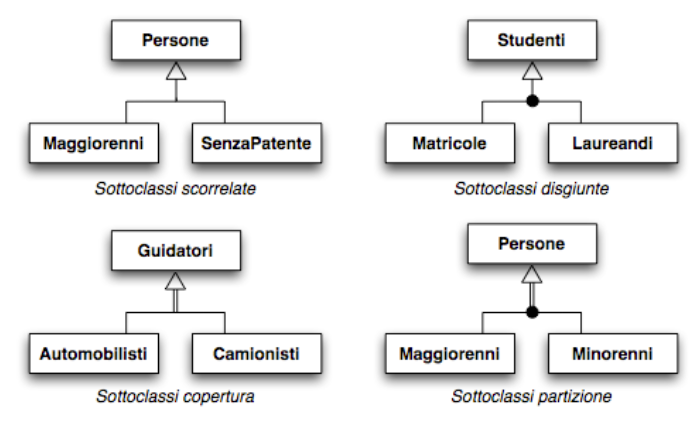 Persone
Maggiorenni SenzaPatente
Sottoclassi scorrelate
Studenti
Matricole Laureandi
Sottoclassi disgiunte
Guidatori
Automobilisti Camionisti
Sottoclassi copertura
Persone
Maggiorenni Minorenni
Sottoclassi partizione